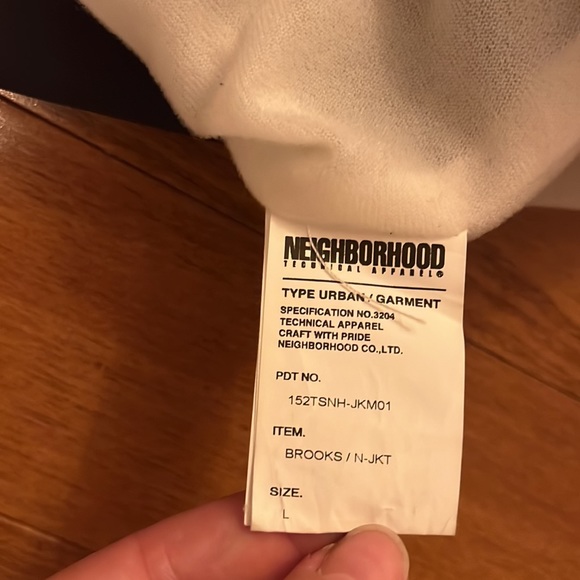 NEIGHBORHOOD
TECHNICAL APPAREL®
TYPE URBAN / GARMENT
SPECIFICATION NO.3204
TECHNICAL APPAREL
CRAFT WITH PRIDE
NEIGHBORHOOD CO.,LTD.
PDT NO.
152TSNH-JKM01
ITEM.
BROOKS / N-JKT
SIZE.
L